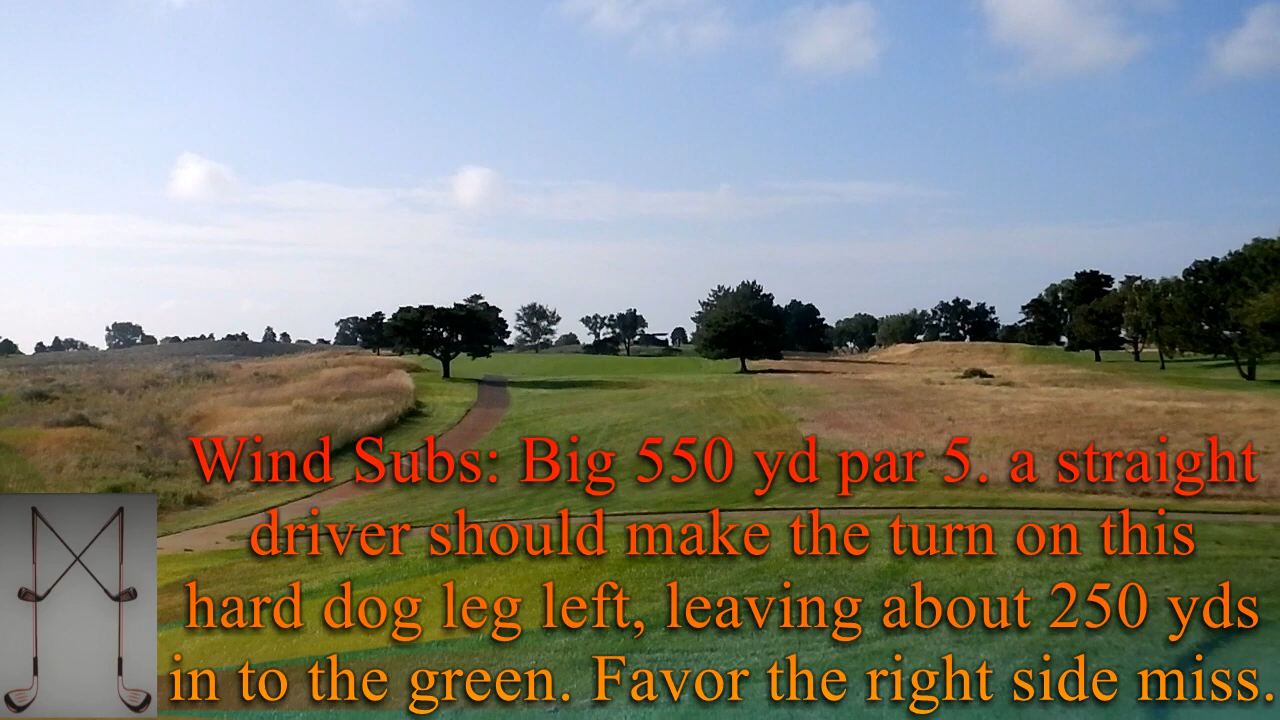 Wind Subs: Big 550 yd par 5. a straight
driver should make the turn on this
hard dog leg left, leaving about 250 yds
in to the green. Favor the right side miss.